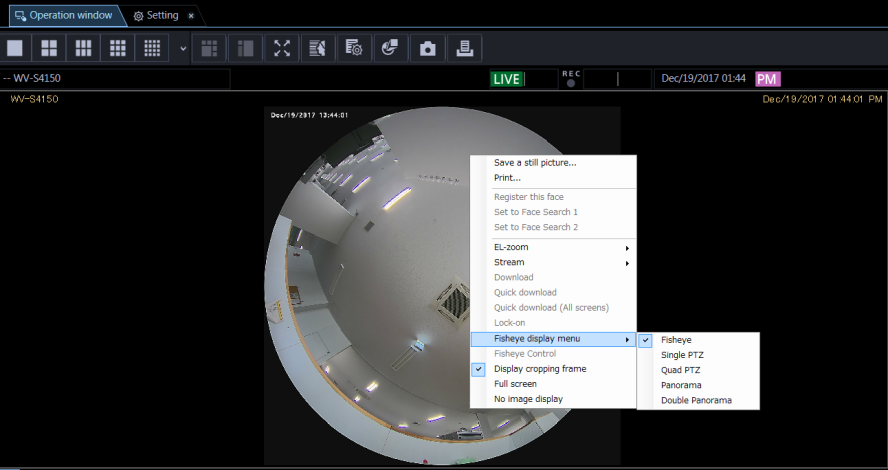 Operation window
Setting
-- WV-S4150
LIVE
REC
Dec/19/2017 01:44 PM
WV-S4150
Dec/19/2017 01:44:01 PM
Dec/19/2017 13:44:01
Save a still picture...
Print...
Register this face
Set to Face Search 1
Set to Face Search 2
EL-zoom
Stream
Download
Quick download
Quick download (All screens)
Lock-on
Fisheye display menu
Fisheye Control
Display cropping frame
Full screen
No image display
Fisheye
Single PTZ
Quad PTZ
Panorama
Double Panorama